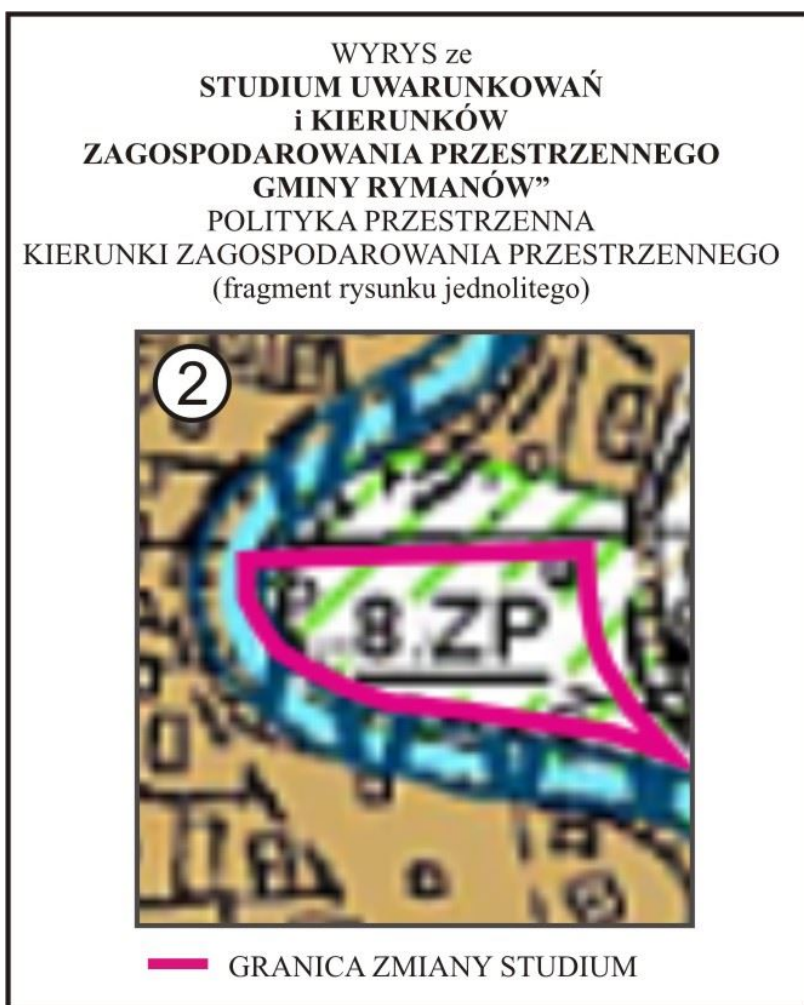 WYRYS ze
STUDIUM UWARUNKOWAŃ
i KIERUNKÓW
ZAGOSPODAROWANIA PRZESTRZENNEGO
GMINY RYMANÓW”
POLITYKA PRZESTRZENNA
KIERUNKI ZAGOSPODAROWANIA PRZESTRZENNEGO
(fragment rysunku jednolitego)
2
8.ZP
GRANICA ZMIANY STUDIUM